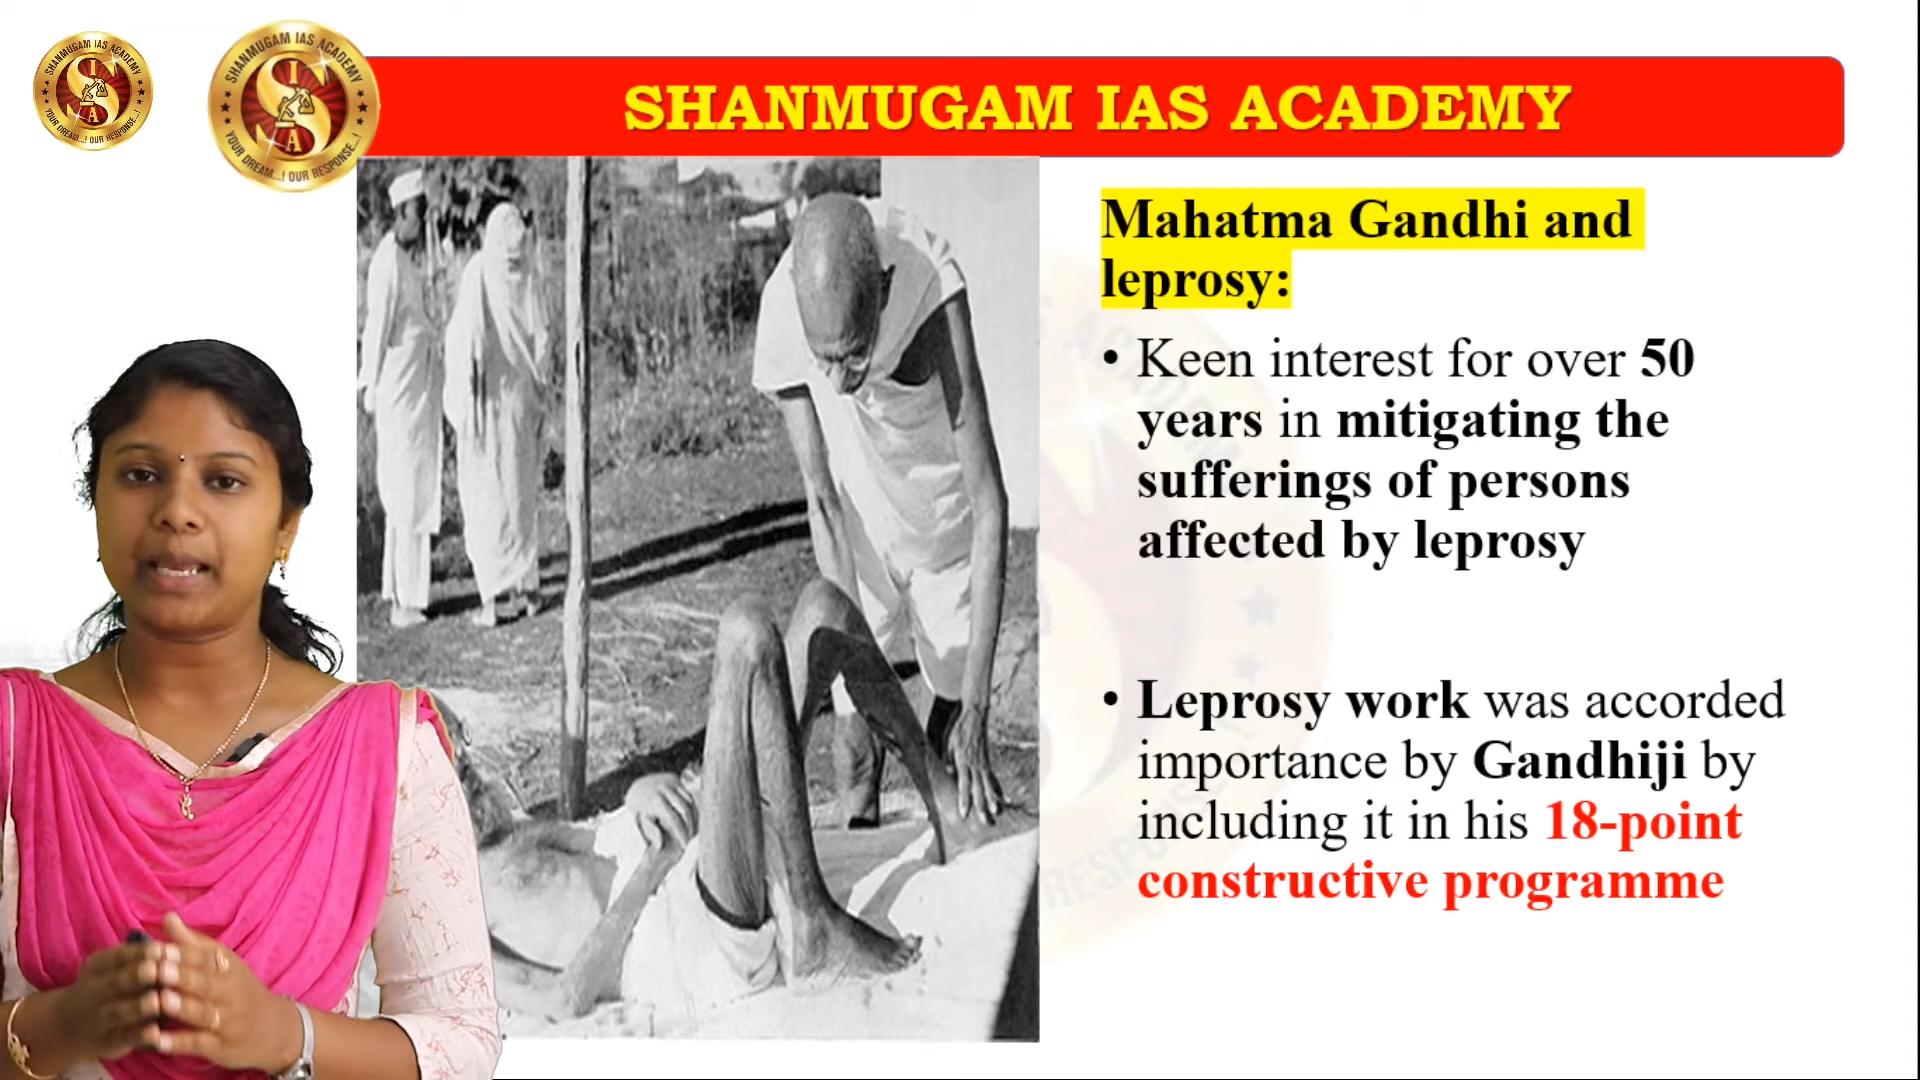 SHANMUGAM IAS ACADEMY
YOUR DREAM...! OUR RESPONSE...!
SHANMUGAM IAS ACADEMY
YOUR DREAM...! OUR RESPONSE...!
SIA
SHANMUGAM IAS ACADEMY
Mahatma Gandhi and
leprosy:
• Keen interest for over 50
years in mitigating the
sufferings of persons
affected by leprosy
• Leprosy work was accorded
importance by Gandhiji by
including it in his 18-point
constructive programme